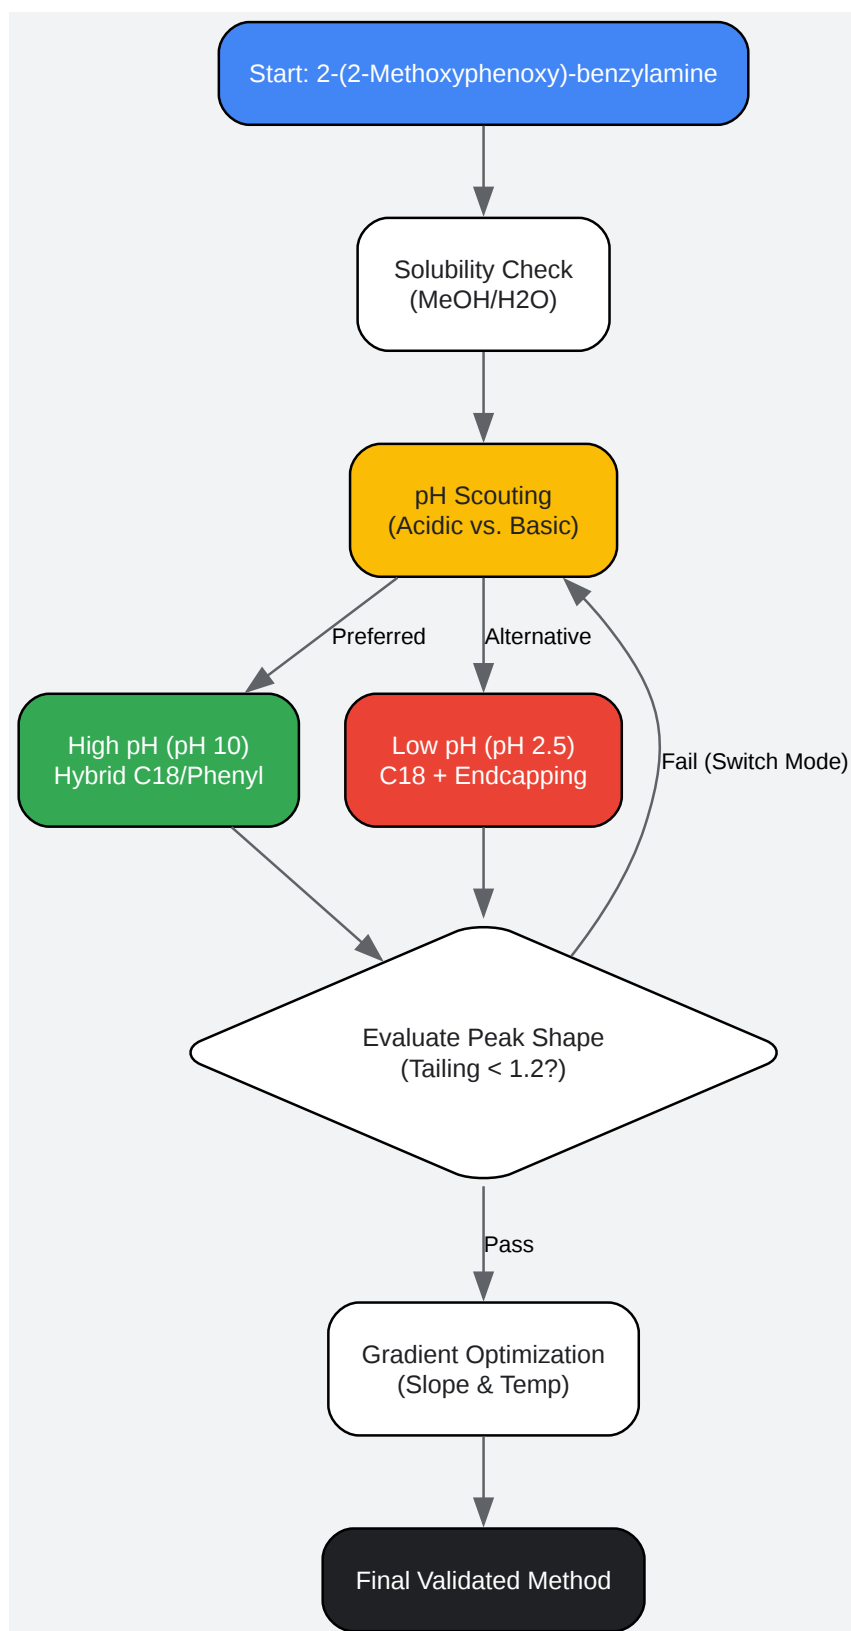 Start: 2-(2-Methoxyphenoxy)-benzylamine
Solubility Check
(MeOH/H2O)
pH Scouting
(Acidic vs. Basic)
Preferred
Alternative
High pH (pH 10)
Hybrid C18/Phenyl
Low pH (pH 2.5)
C18 + Endcapping
Fail (Switch Mode)
Evaluate Peak Shape
(Tailing < 1.2?)
Pass
Gradient Optimization
(Slope & Temp)
Final Validated Method